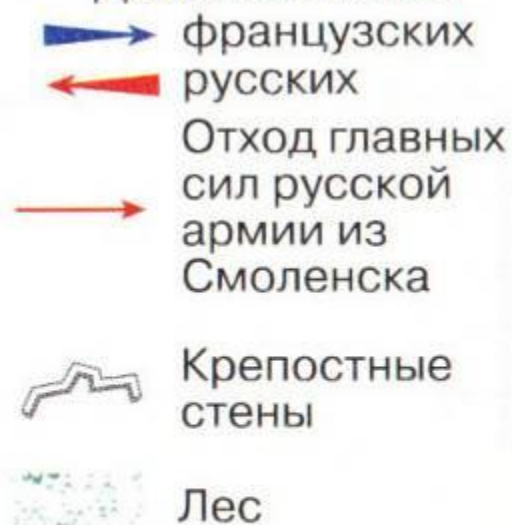 французских
русских
Отход главных
сил русской
армии из
Смоленска
Крепостные
стены
Лес